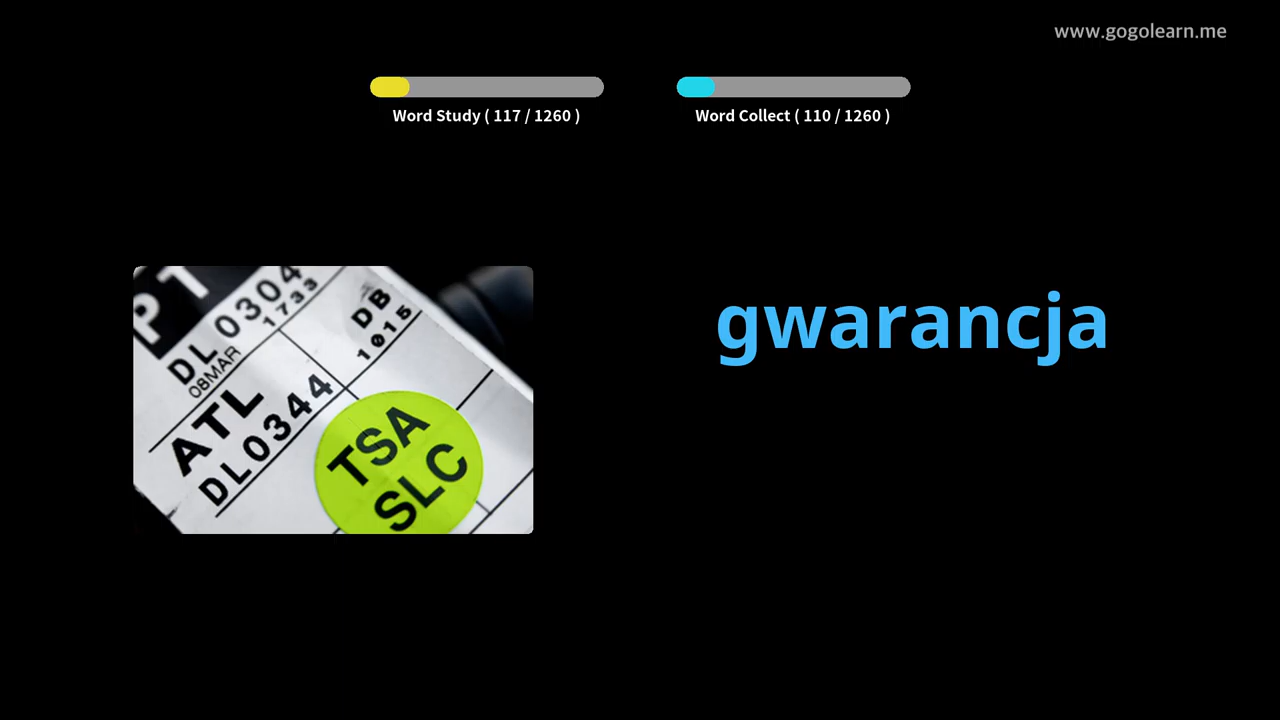 www.gogolearn.me
Word Study ( 117 / 1260 )
Word Collect ( 110 / 1260 )
gwarancja
P1
DL0304
1733
08MAR
DB
1015
ATL
DL0344
TSA
SLC